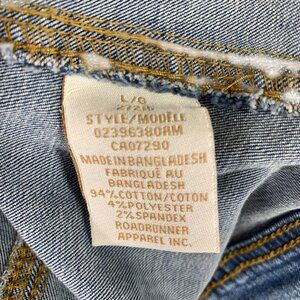 L/G
STYLE/MODÈLE
02396380AM
CA07290
MADE IN BANGLADESH
FABRIQUÉ AU
BANGLADESH
94% COTTON/COTON
4% POLYESTER
2% SPANDEX
ROADRUNNER
APPAREL INC.